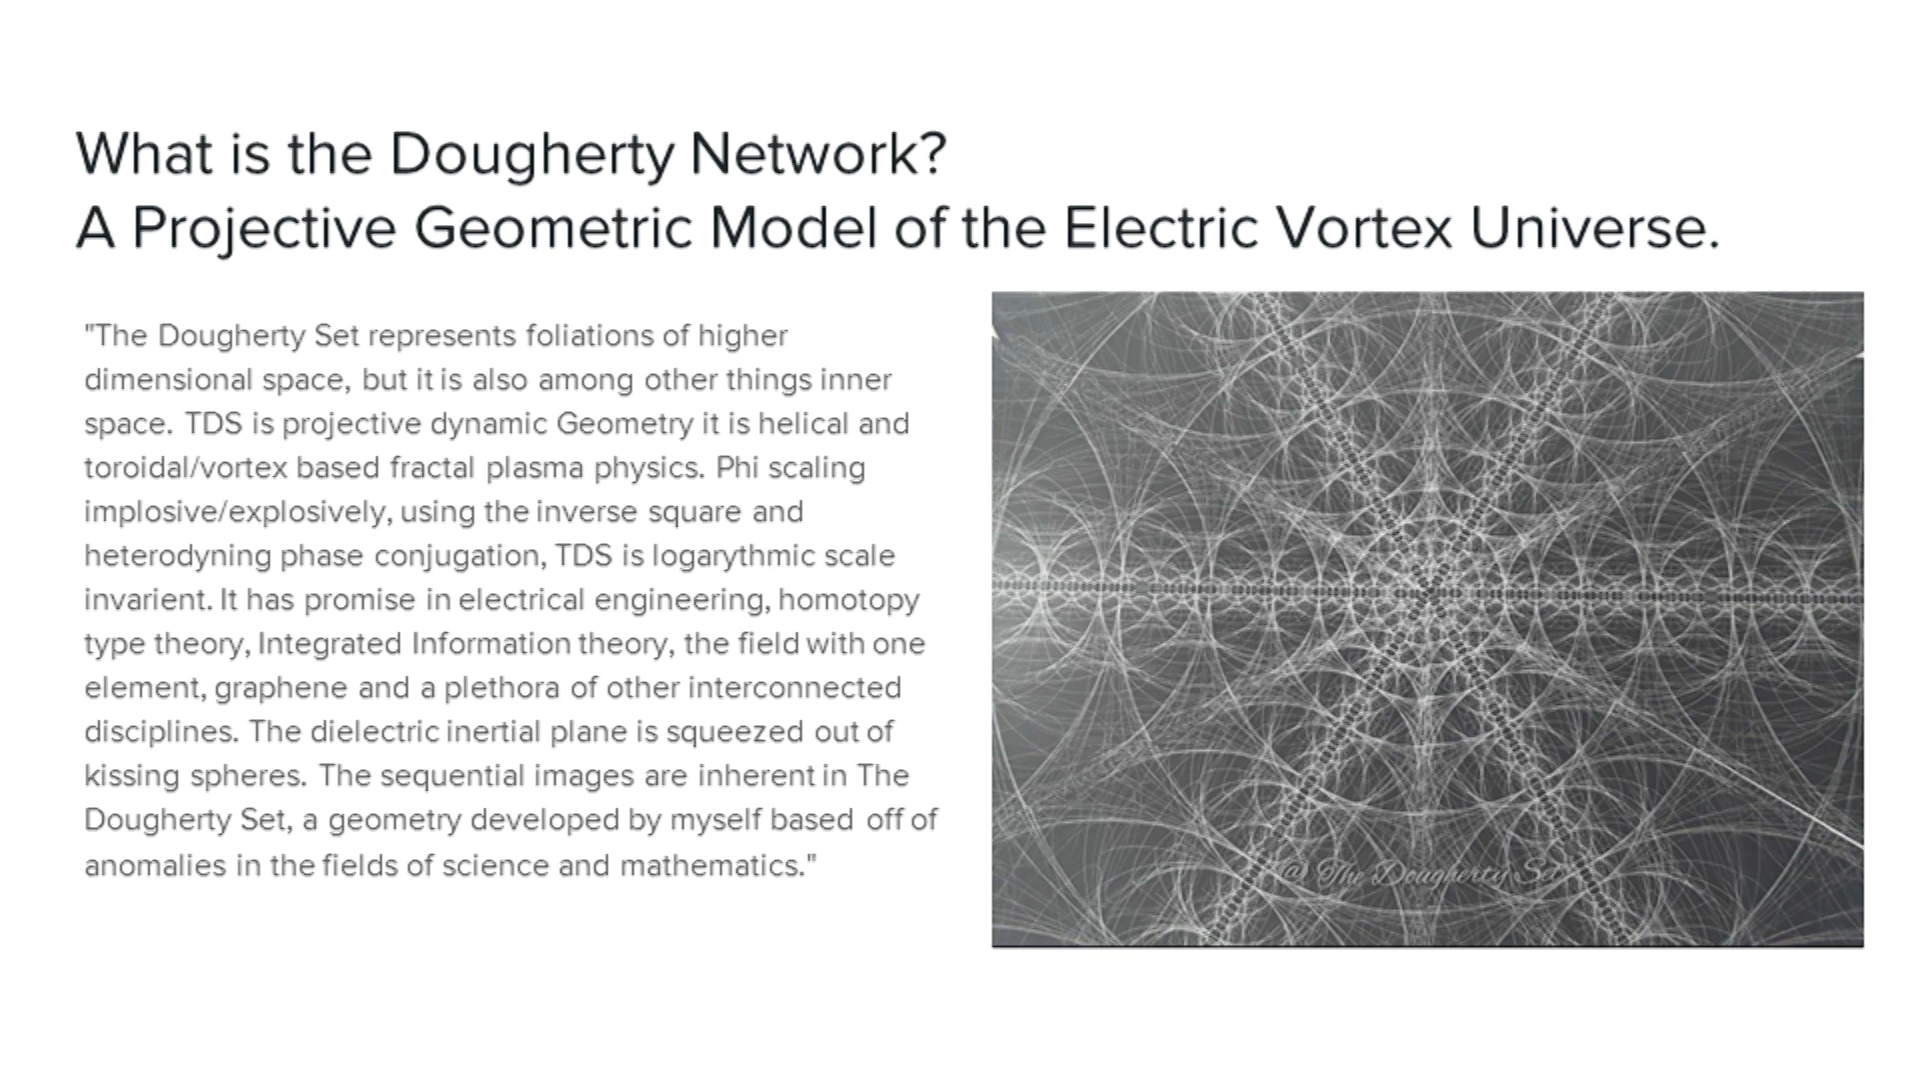 What is the Dougherty Network?
A Projective Geometric Model of the Electric Vortex Universe.
"The Dougherty Set represents foliations of higher
dimensional space, but it is also among other things inner
space. TDS is projective dynamic Geometry it is helical and
toroidal/vortex based fractal plasma physics. Phi scaling
implosive/explosively, using the inverse square and
heterodyning phase conjugation, TDS is logarythmic scale
invarient. It has promise in electrical engineering, homotopy
type theory, Integrated Information theory, the field with one
element, graphene and a plethora of other interconnected
disciplines. The dielectric inertial plane is squeezed out of
kissing spheres. The sequential images are inherent in The
Dougherty Set, a geometry developed by myself based off of
anomalies in the fields of science and mathematics."
@ The Dougherty Set